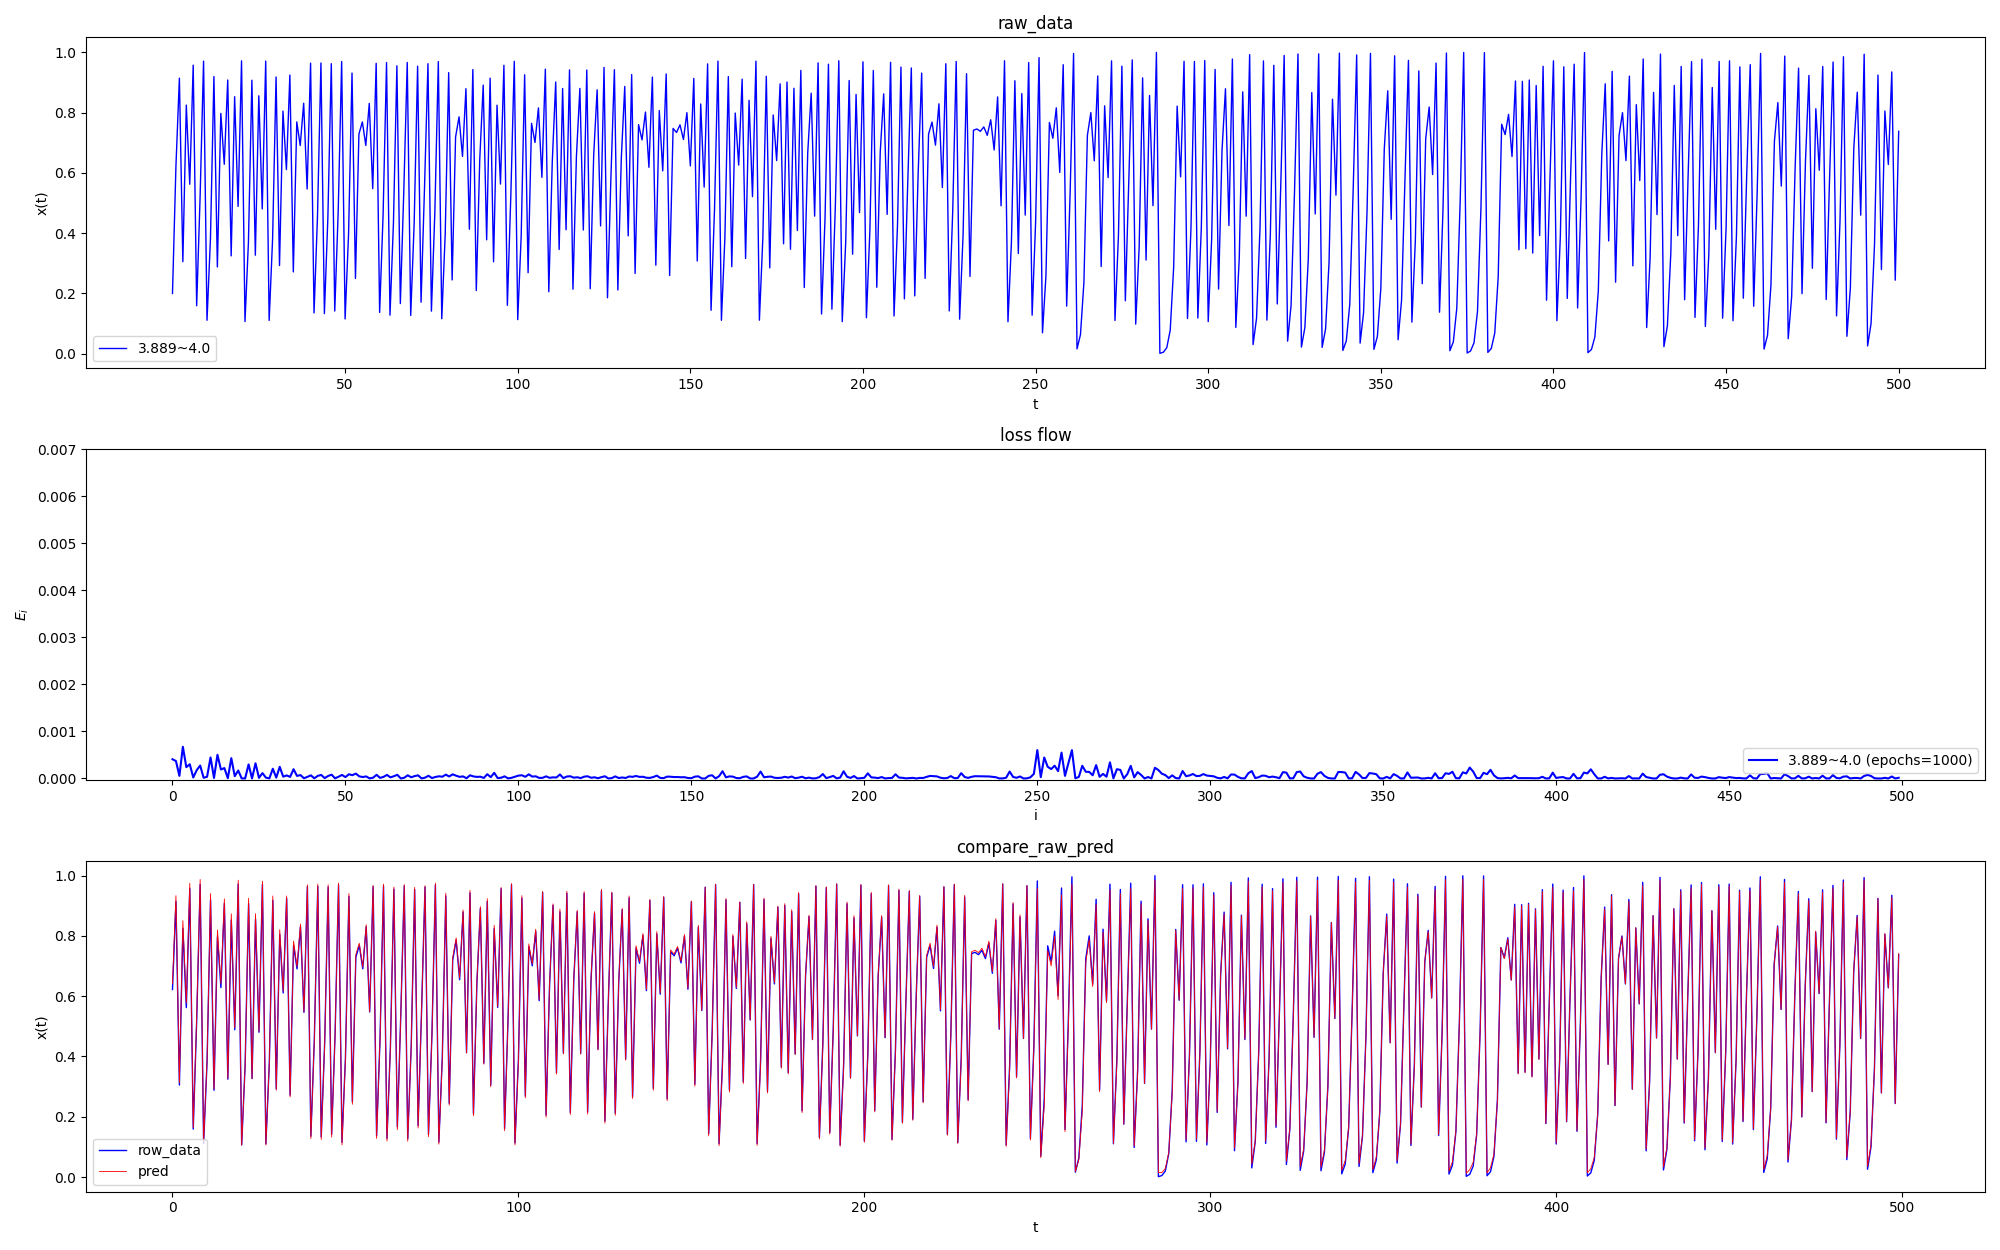 raw_data
1.0
0.8
0.6
0.4
0.2
0.0
x(t)
3.889~4.0
50 100 150 200 250 300 350 400 450 500
t
loss flow
0.007
0.006
0.005
0.004
0.003
0.002
0.001
0.000
E_i
3.889~4.0 (epochs=1000)
0 50 100 150 200 250 300 350 400 450 500
i
compare_raw_pred
1.0
0.8
0.6
0.4
0.2
0.0
x(t)
row_data
pred
0 100 200 300 400 500
t